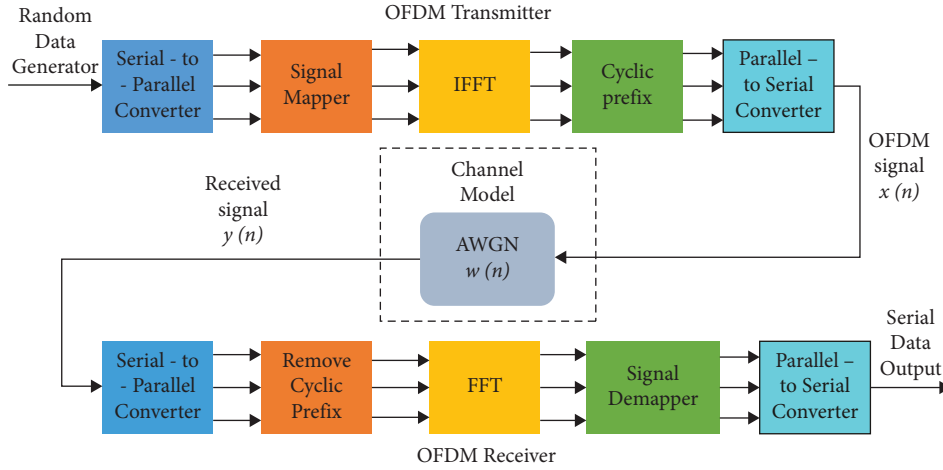 OFDM Transmitter
Random
Data
Generator
Serial - to
- Parallel
Converter
Signal
Mapper
IFFT
Cyclic
prefix
Parallel –
to Serial
Converter
OFDM
signal
x (n)
Channel
Model
AWGN
w (n)
Received
signal
y (n)
Serial - to
- Parallel
Converter
Remove
Cyclic
Prefix
FFT
Signal
Demapper
Parallel –
to Serial
Converter
Serial
Data
Output
OFDM Receiver